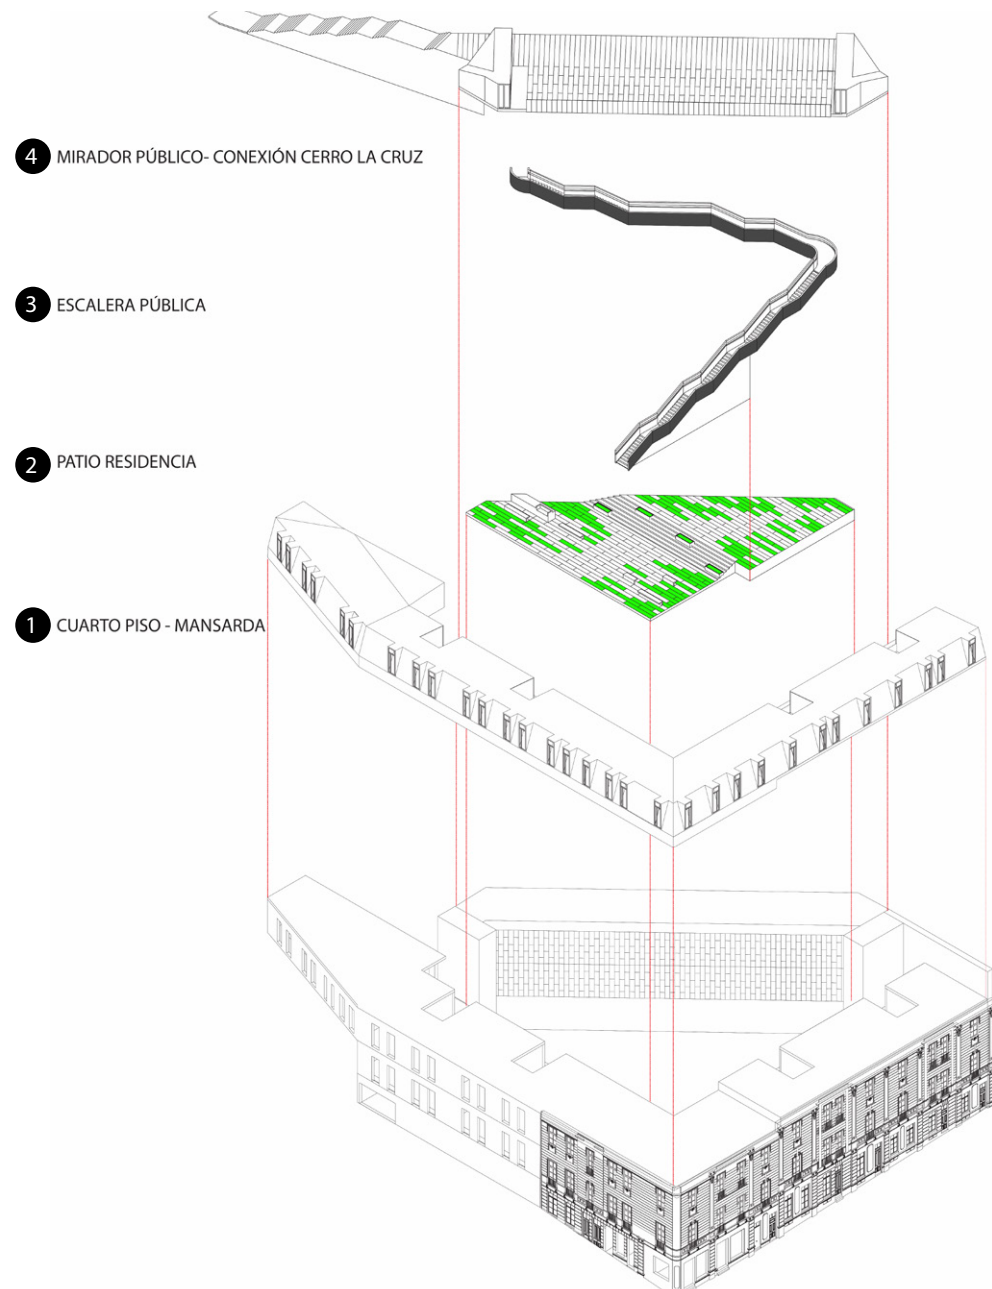 4 MIRADOR PÚBLICO- CONEXIÓN CERRO LA CRUZ
3 ESCALERA PÚBLICA
2 PATIO RESIDENCIA
1 CUARTO PISO - MANSARDA